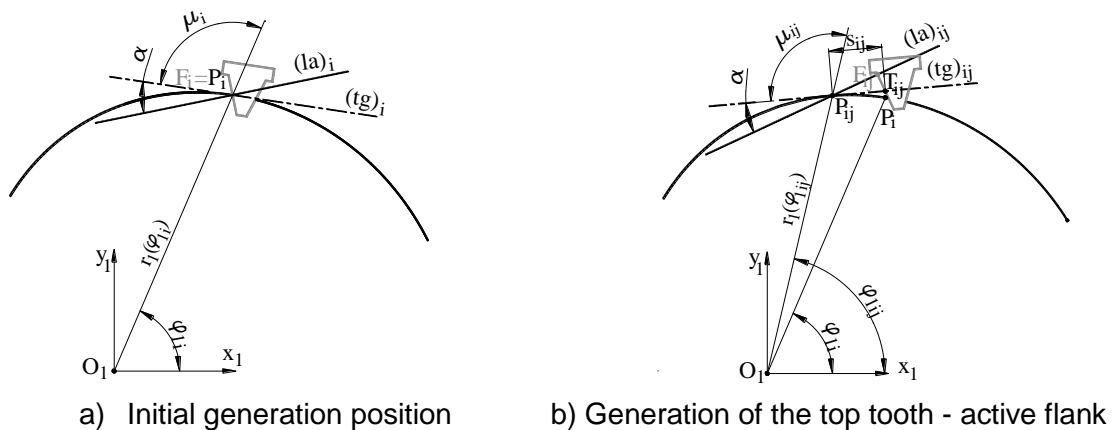 μi
α
Fi=Pi
(la)i
(tg)i
r1(φ1i)
y1
φ1i
O1
x1
a) Initial generation position
μij
sij
(la)ij
α
Fij
Tij
(tg)ij
Pij
Pi
r1(φ1ij)
y1
φ1ij
φ1i
O1
x1
b) Generation of the top tooth - active flank